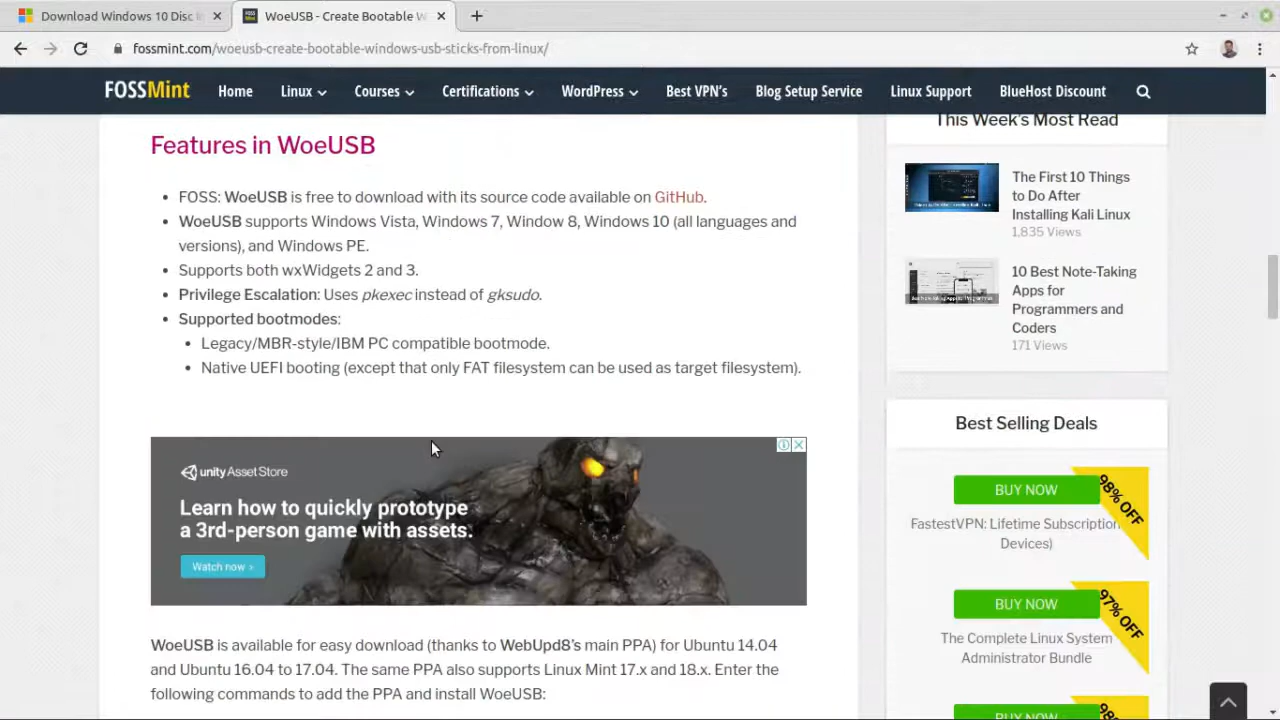 Download Windows 10 Disc
WoeUSB - Create Bootable W
fossmint.com/woeusb-create-bootable-windows-usb-sticks-from-linux/
FOSSMint
Home
Linux
Courses
Certifications
WordPress
Best VPN's
Blog Setup Service
Linux Support
BlueHost Discount
Features in WoeUSB
FOSS: WoeUSB is free to download with its source code available on GitHub.
WoeUSB supports Windows Vista, Windows 7, Window 8, Windows 10 (all languages and
versions), and Windows PE.
Supports both wxWidgets 2 and 3.
Privilege Escalation: Uses pkexec instead of gksudo.
Supported bootmodes:
Legacy/MBR-style/IBM PC compatible bootmode.
Native UEFI booting (except that only FAT filesystem can be used as target filesystem).
unity Asset Store
Learn how to quickly prototype
a 3rd-person game with assets.
Watch now »
WoeUSB is available for easy download (thanks to WebUpd8's main PPA) for Ubuntu 14.04
and Ubuntu 16.04 to 17.04. The same PPA also supports Linux Mint 17.x and 18.x. Enter the
following commands to add the PPA and install WoeUSB:
This Week's Most Read
The First 10 Things
to Do After
Installing Kali Linux
1,835 Views
10 Best Note-Taking
Apps for
Programmers and
Coders
171 Views
Best Selling Deals
BUY NOW
98% OFF
FastestVPN: Lifetime Subscription
Devices)
BUY NOW
97% OFF
The Complete Linux System
Administrator Bundle
BUY NOW